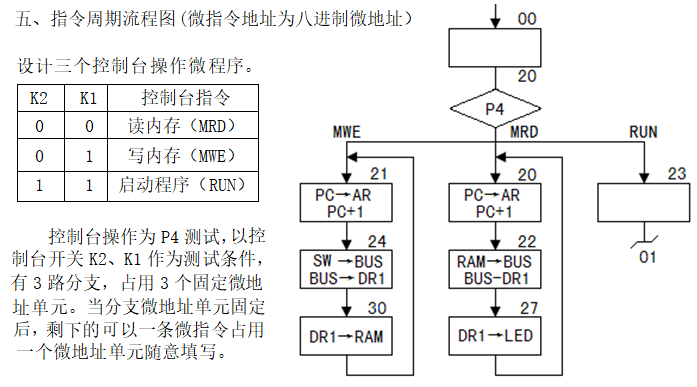 五、指令周期流程图(微指令地址为八进制微地址）
设计三个控制台操作微程序。
K2 K1 控制台指令
0 0 读内存（MRD）
0 1 写内存（MWE）
1 1 启动程序（RUN）
控制台操作为P4测试,以控
制台开关K2、K1作为测试条件，
有3路分支，占用3个固定微地
址单元。当分支微地址单元固定
后，剩下的可以一条微指令占用
一个微地址单元随意填写。
00
20
P4
MWE MRD RUN
21 20 23
PC→AR
PC+1
PC→AR
PC+1
01
24 22
SW →BUS
BUS→DR1
RAM→BUS
BUS-DR1
30 27
DR1→RAM DR1→LED